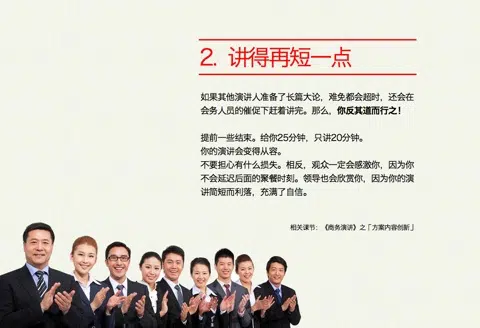 2. 讲得再短一点
如果其他演讲人准备了长篇大论，难免都会超时，还会在
会务人员的催促下赶着讲完。那么，你反其道而行之！
提前一些结束。给你25分钟，只讲20分钟。
你的演讲会变得从容。
不要担心有什么损失。相反，观众一定会感激你，因为你
不会延迟后面的聚餐时刻。领导也会欣赏你，因为你的演
讲简短而利落，充满了自信。
相关课节：《商务演讲》之「方案内容创新」